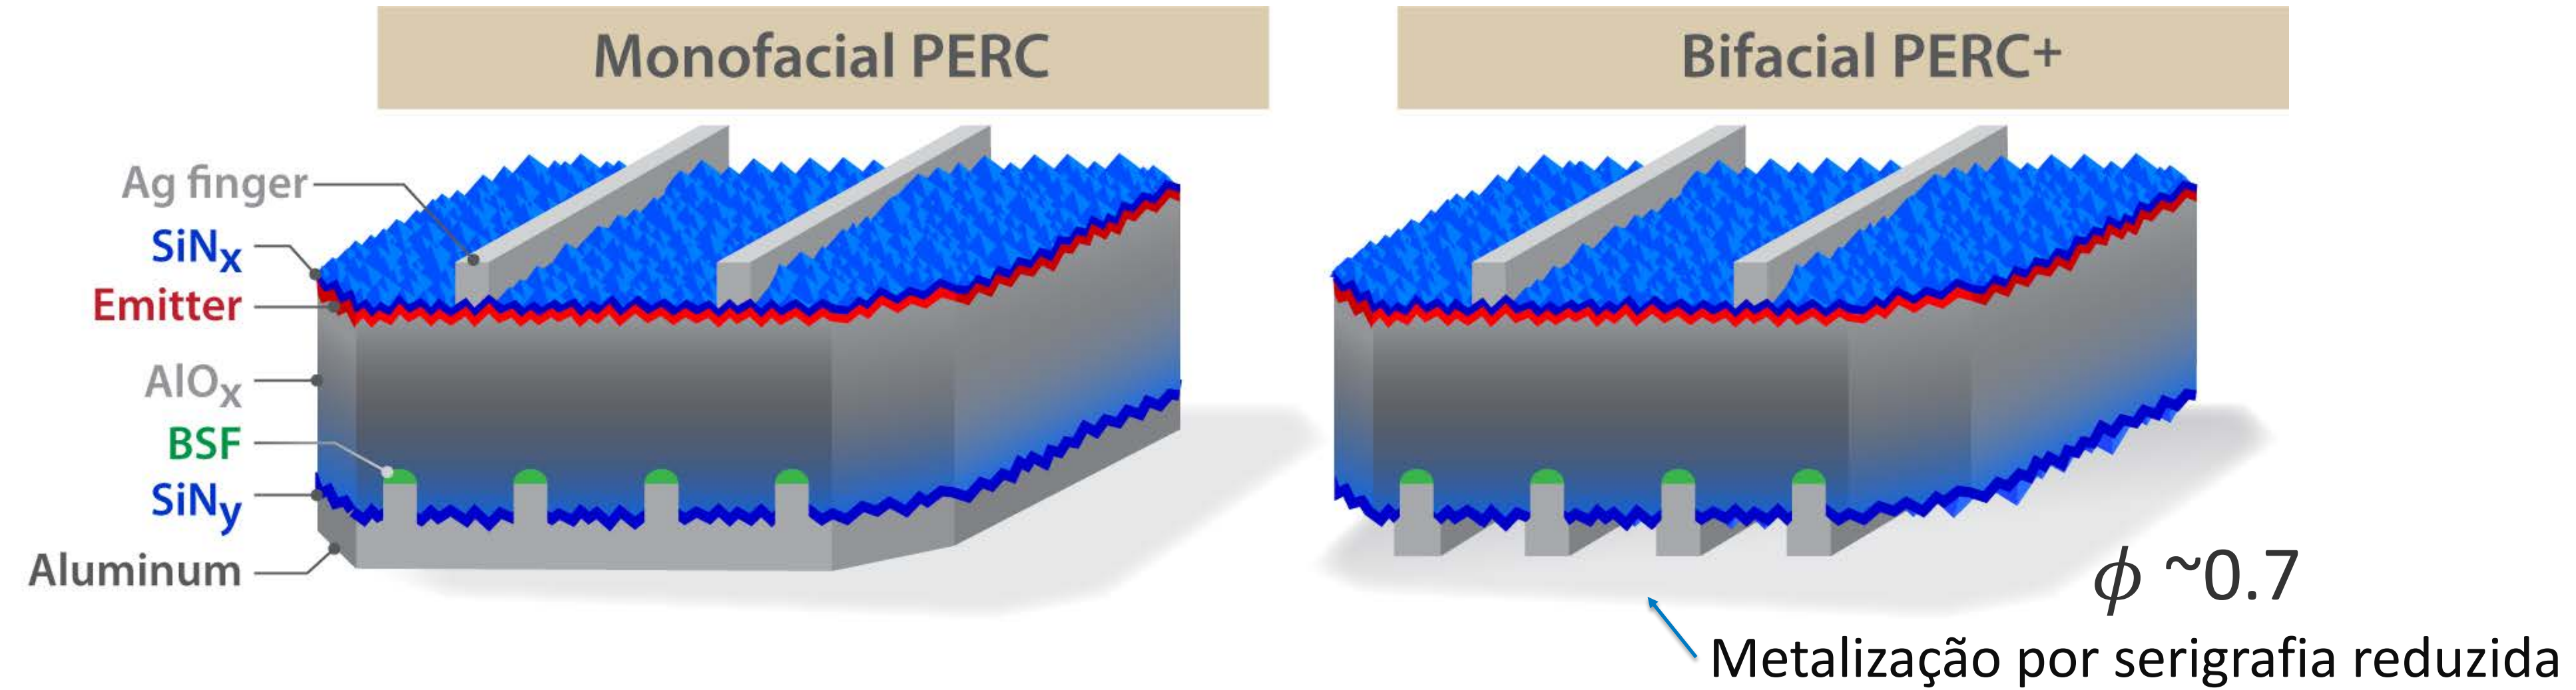 Monofacial PERC
Bifacial PERC+
Ag finger
SiNx
Emitter
AlOx
BSF
SiNy
Aluminum
ϕ ~0.7
Metalização por serigrafia reduzida